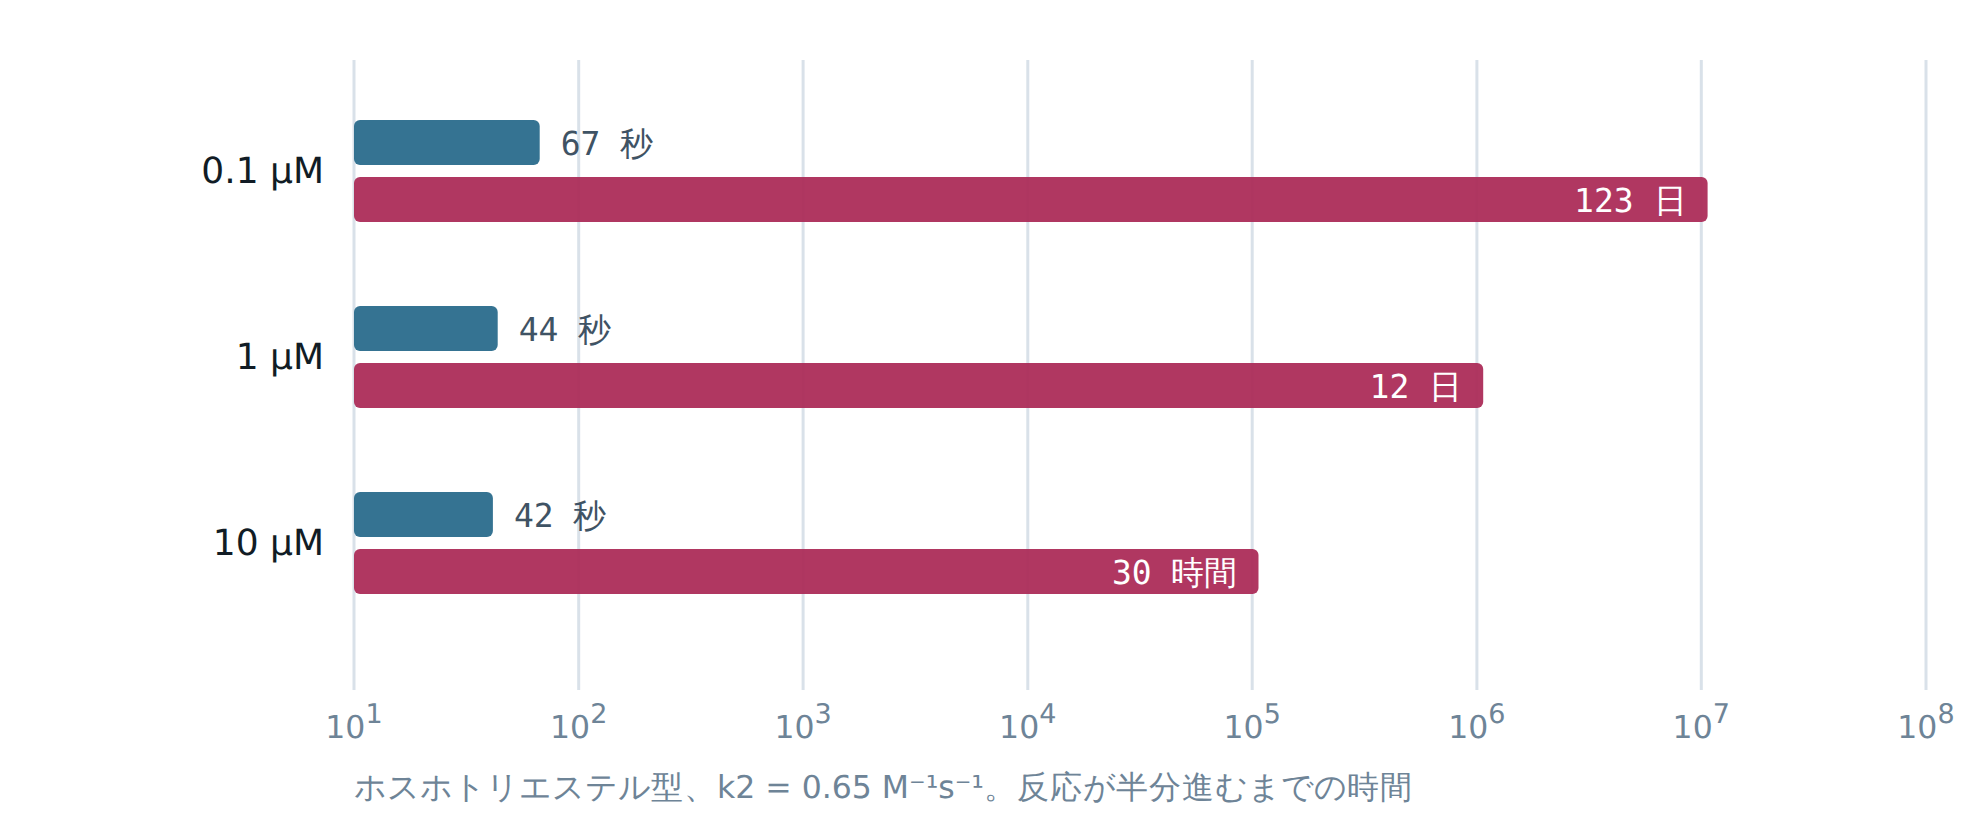 0.1 µM
67 秒
123 日
1 µM
44 秒
12 日
10 µM
42 秒
30 時間
10¹ 10² 10³ 10⁴ 10⁵ 10⁶ 10⁷ 10⁸
ホスホトリエステル型、k2 = 0.65 M⁻¹s⁻¹。反応が半分進むまでの時間